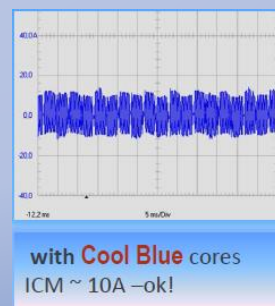 40.0A
20.0
0.0
-20.0
-40.0
-12.2 ms
5 ms/Div
with Cool Blue cores
ICM ~ 10A –ok!